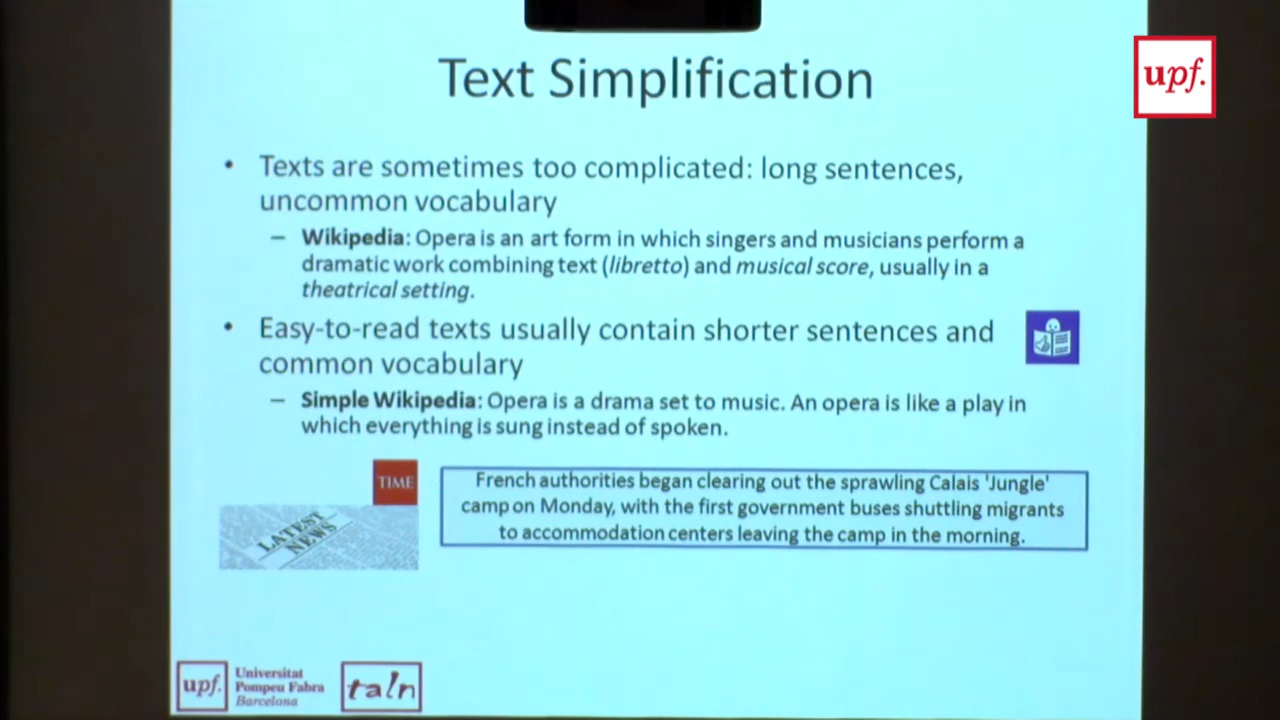 Text Simplification
upf.
• Texts are sometimes too complicated: long sentences,
uncommon vocabulary
– Wikipedia: Opera is an art form in which singers and musicians perform a
dramatic work combining text (libretto) and musical score, usually in a
theatrical setting.
• Easy-to-read texts usually contain shorter sentences and
common vocabulary
– Simple Wikipedia: Opera is a drama set to music. An opera is like a play in
which everything is sung instead of spoken.
TIME
LATEST
NEWS
French authorities began clearing out the sprawling Calais 'Jungle'
camp on Monday, with the first government buses shuttling migrants
to accommodation centers leaving the camp in the morning.
upf.
Universitat
Pompeu Fabra
Barcelona
taln